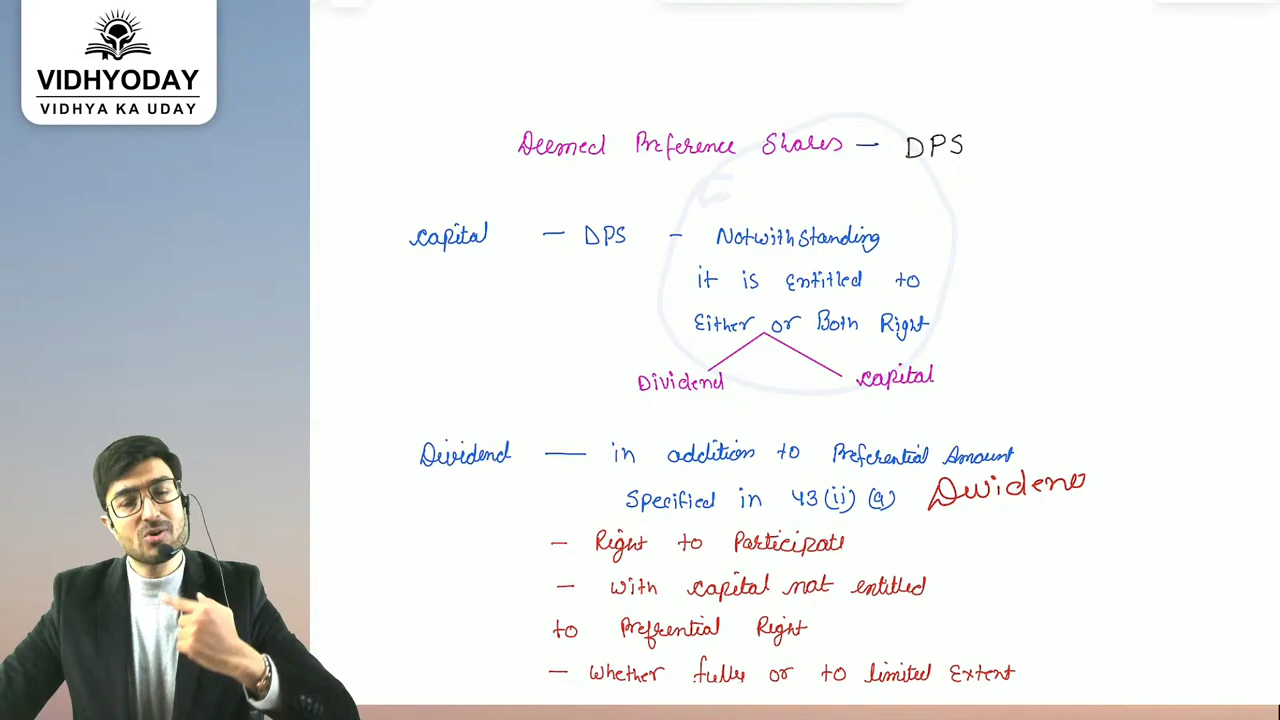 VIDHYODAY
VIDHYA KA UDAY
Deemed Preference Shares — DPS
Capital — DPS - Notwithstanding
it is Entitled to
Either or Both Right
Dividend Capital
Dividend — in addition to Preferential Amount
Specified in 43(ii)(a) Dividend
- Right to Participate
- with capital not entitled
to Prefrential Right
- Whether fully or to limited Extent